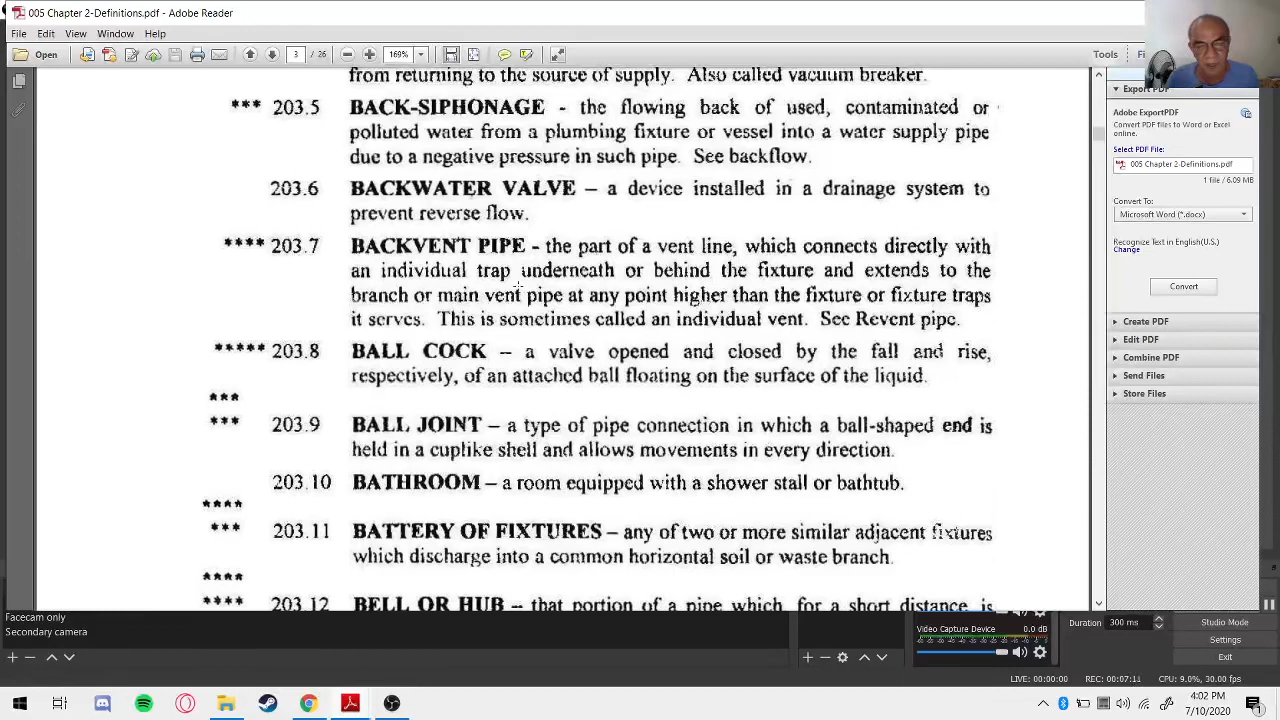 005 Chapter 2-Definitions.pdf - Adobe Reader
File Edit View Window Help
Open 3 / 26 169% Tools
from returning to the source of supply. Also called vacuum breaker.
*** 203.5 BACK-SIPHONAGE - the flowing back of used, contaminated or
polluted water from a plumbing fixture or vessel into a water supply pipe
due to a negative pressure in such pipe. See backflow.
203.6 BACKWATER VALVE – a device installed in a drainage system to
prevent reverse flow.
**** 203.7 BACKVENT PIPE - the part of a vent line, which connects directly with
an individual trap underneath or behind the fixture and extends to the
branch or main vent pipe at any point higher than the fixture or fixture traps
it serves. This is sometimes called an individual vent. See Revent pipe.
***** 203.8 BALL COCK – a valve opened and closed by the fall and rise,
respectively, of an attached ball floating on the surface of the liquid.
***
*** 203.9 BALL JOINT – a type of pipe connection in which a ball-shaped end is
held in a cuplike shell and allows movements in every direction.
203.10 BATHROOM – a room equipped with a shower stall or bathtub.
****
*** 203.11 BATTERY OF FIXTURES – any of two or more similar adjacent fixtures
which discharge into a common horizontal soil or waste branch.
****
**** 203.12 BELL OR HUB – that portion of a pipe which, for a short distance, is
Export PDF
Adobe ExportPDF
Convert PDF files to Word or Excel
online.
Select PDF File:
005 Chapter 2-Definitions.pdf
1 file / 6.09 MB
Convert To:
Microsoft Word (*.docx)
Recognize Text in English(U.S.)
Change
Convert
Create PDF
Edit PDF
Combine PDF
Send Files
Store Files
Facecam only
Secondary camera
Video Capture Device 0.0 dB
Duration 300 ms
Studio Mode
Settings
Exit
LIVE: 00:00:00 REC: 00:07:11 CPU: 9.0%, 30.00 fps
4:02 PM
7/10/2020